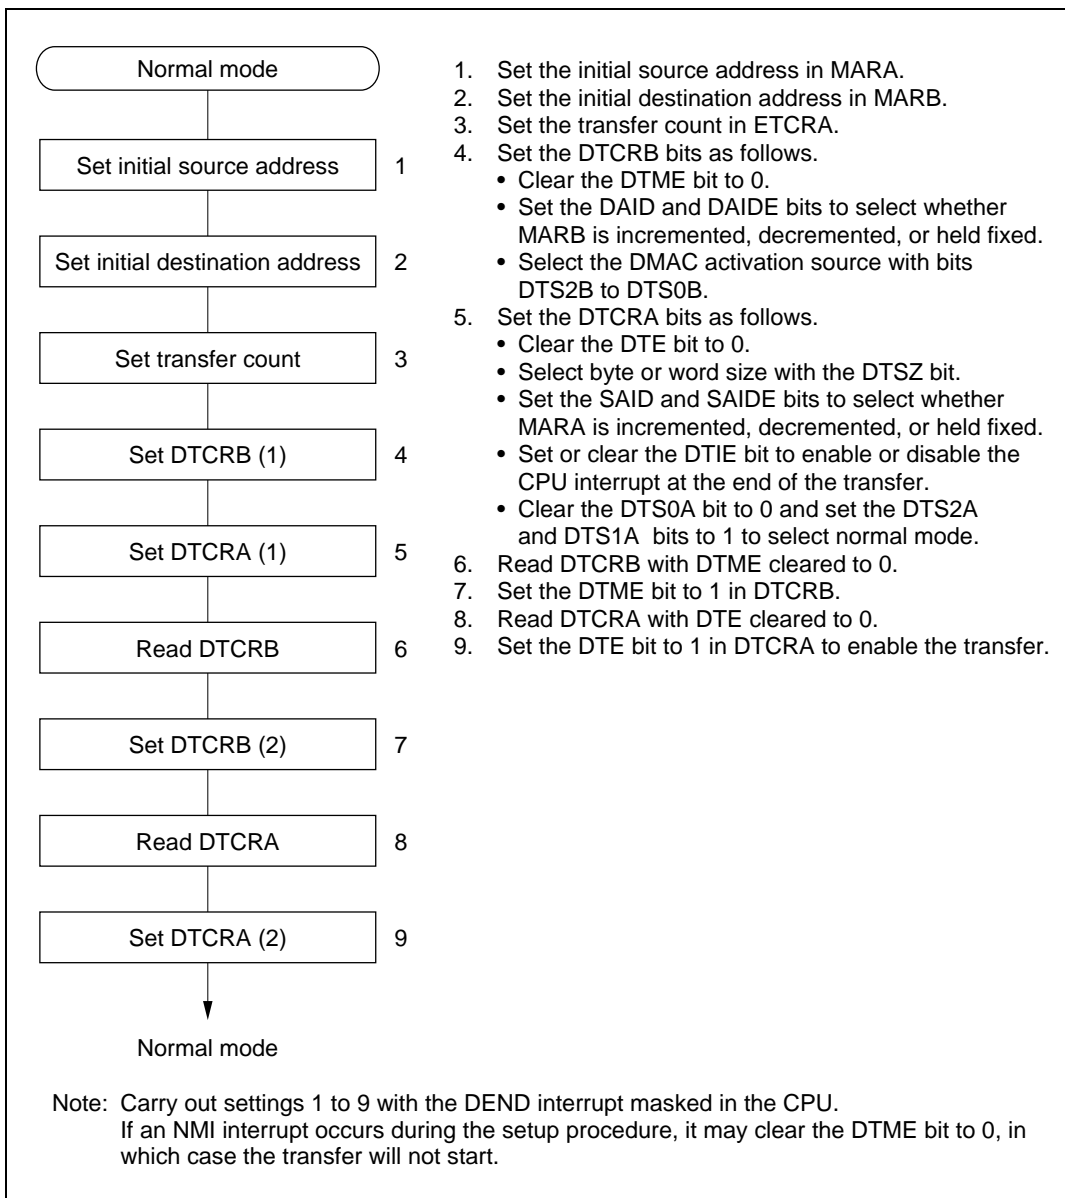 Normal mode
Set initial source address 1
Set initial destination address 2
Set transfer count 3
Set DTCRB (1) 4
Set DTCRA (1) 5
Read DTCRB 6
Set DTCRB (2) 7
Read DTCRA 8
Set DTCRA (2) 9
Normal mode
1. Set the initial source address in MARA.
2. Set the initial destination address in MARB.
3. Set the transfer count in ETCRA.
4. Set the DTCRB bits as follows.
• Clear the DTME bit to 0.
• Set the DAID and DAIDE bits to select whether
MARB is incremented, decremented, or held fixed.
• Select the DMAC activation source with bits
DTS2B to DTS0B.
5. Set the DTCRA bits as follows.
• Clear the DTE bit to 0.
• Select byte or word size with the DTSZ bit.
• Set the SAID and SAIDE bits to select whether
MARA is incremented, decremented, or held fixed.
• Set or clear the DTIE bit to enable or disable the
CPU interrupt at the end of the transfer.
• Clear the DTS0A bit to 0 and set the DTS2A
and DTS1A bits to 1 to select normal mode.
6. Read DTCRB with DTME cleared to 0.
7. Set the DTME bit to 1 in DTCRB.
8. Read DTCRA with DTE cleared to 0.
9. Set the DTE bit to 1 in DTCRA to enable the transfer.
Note: Carry out settings 1 to 9 with the DEND interrupt masked in the CPU.
If an NMI interrupt occurs during the setup procedure, it may clear the DTME bit to 0, in
which case the transfer will not start.